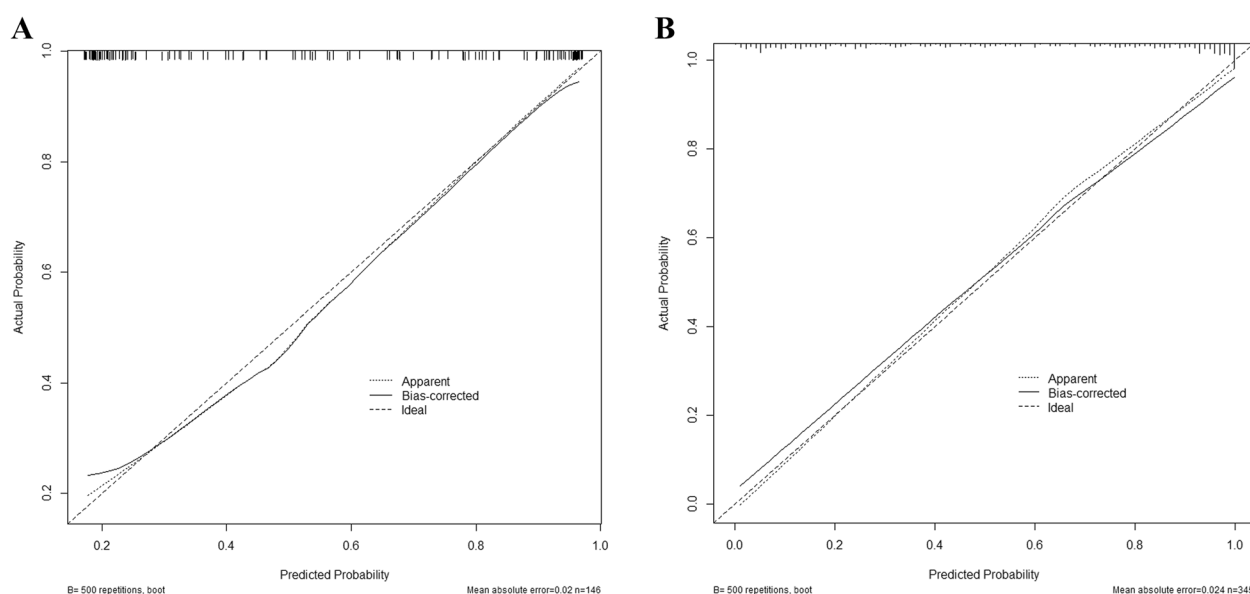 A
1.0
0.8
0.6
0.4
0.2
Actual Probability
Apparent
Bias-corrected
Ideal
0.2 0.4 0.6 0.8 1.0
Predicted Probability
B= 500 repetitions, boot
Mean absolute error=0.02 n=146
B
1.0
0.8
0.6
0.4
0.2
0.0
Actual Probability
Apparent
Bias-corrected
Ideal
0.0 0.2 0.4 0.6 0.8 1.0
Predicted Probability
B= 500 repetitions, boot
Mean absolute error=0.024 n=345